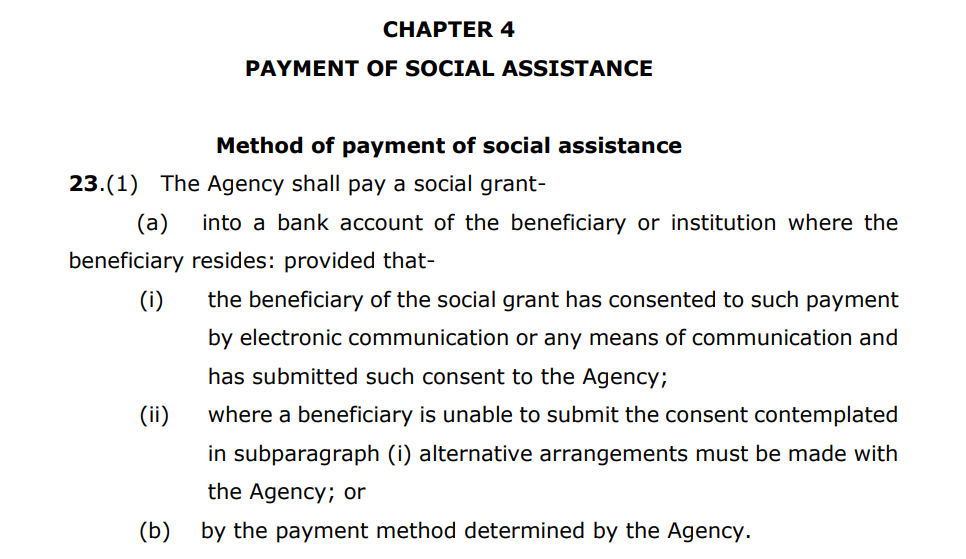 CHAPTER 4
PAYMENT OF SOCIAL ASSISTANCE
Method of payment of social assistance
23.(1) The Agency shall pay a social grant-
(a) into a bank account of the beneficiary or institution where the
beneficiary resides: provided that-
(i) the beneficiary of the social grant has consented to such payment
by electronic communication or any means of communication and
has submitted such consent to the Agency;
(ii) where a beneficiary is unable to submit the consent contemplated
in subparagraph (i) alternative arrangements must be made with
the Agency; or
(b) by the payment method determined by the Agency.